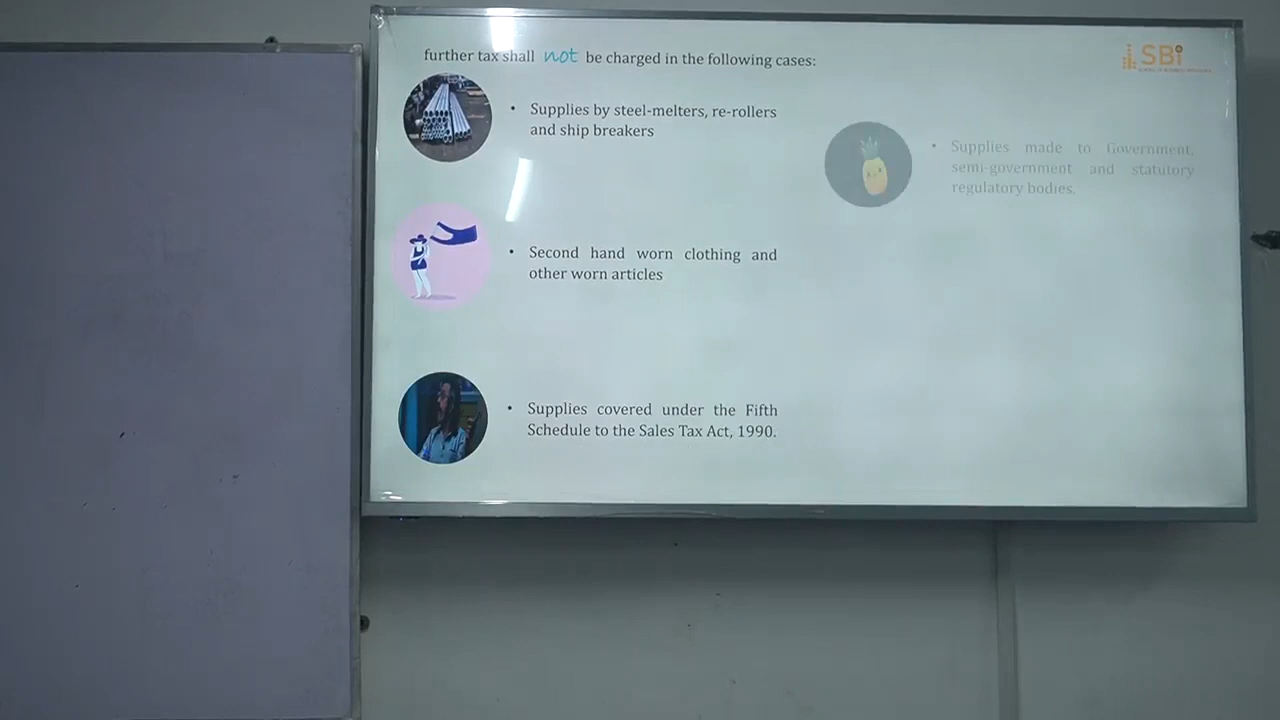 further tax shall not be charged in the following cases:
• Supplies by steel-melters, re-rollers
and ship breakers
• Second hand worn clothing and
other worn articles
• Supplies covered under the Fifth
Schedule to the Sales Tax Act, 1990.
SBi
• Supplies made to Government,
semi-government and statutory
regulatory bodies.